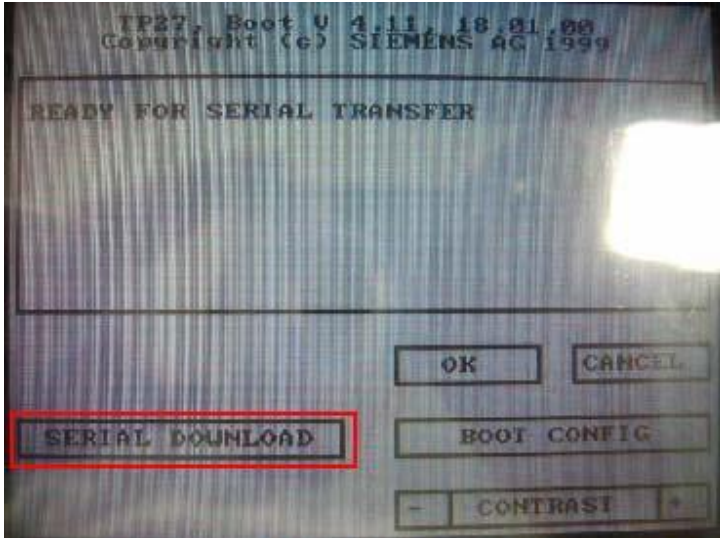 TP27, Boot V 4.11, 18.01.00
Copyright (c) SIEMENS AG 1999
READY FOR SERIAL TRANSFER
OK
CANCEL
SERIAL DOWNLOAD
BOOT CONFIG
- CONTRAST +